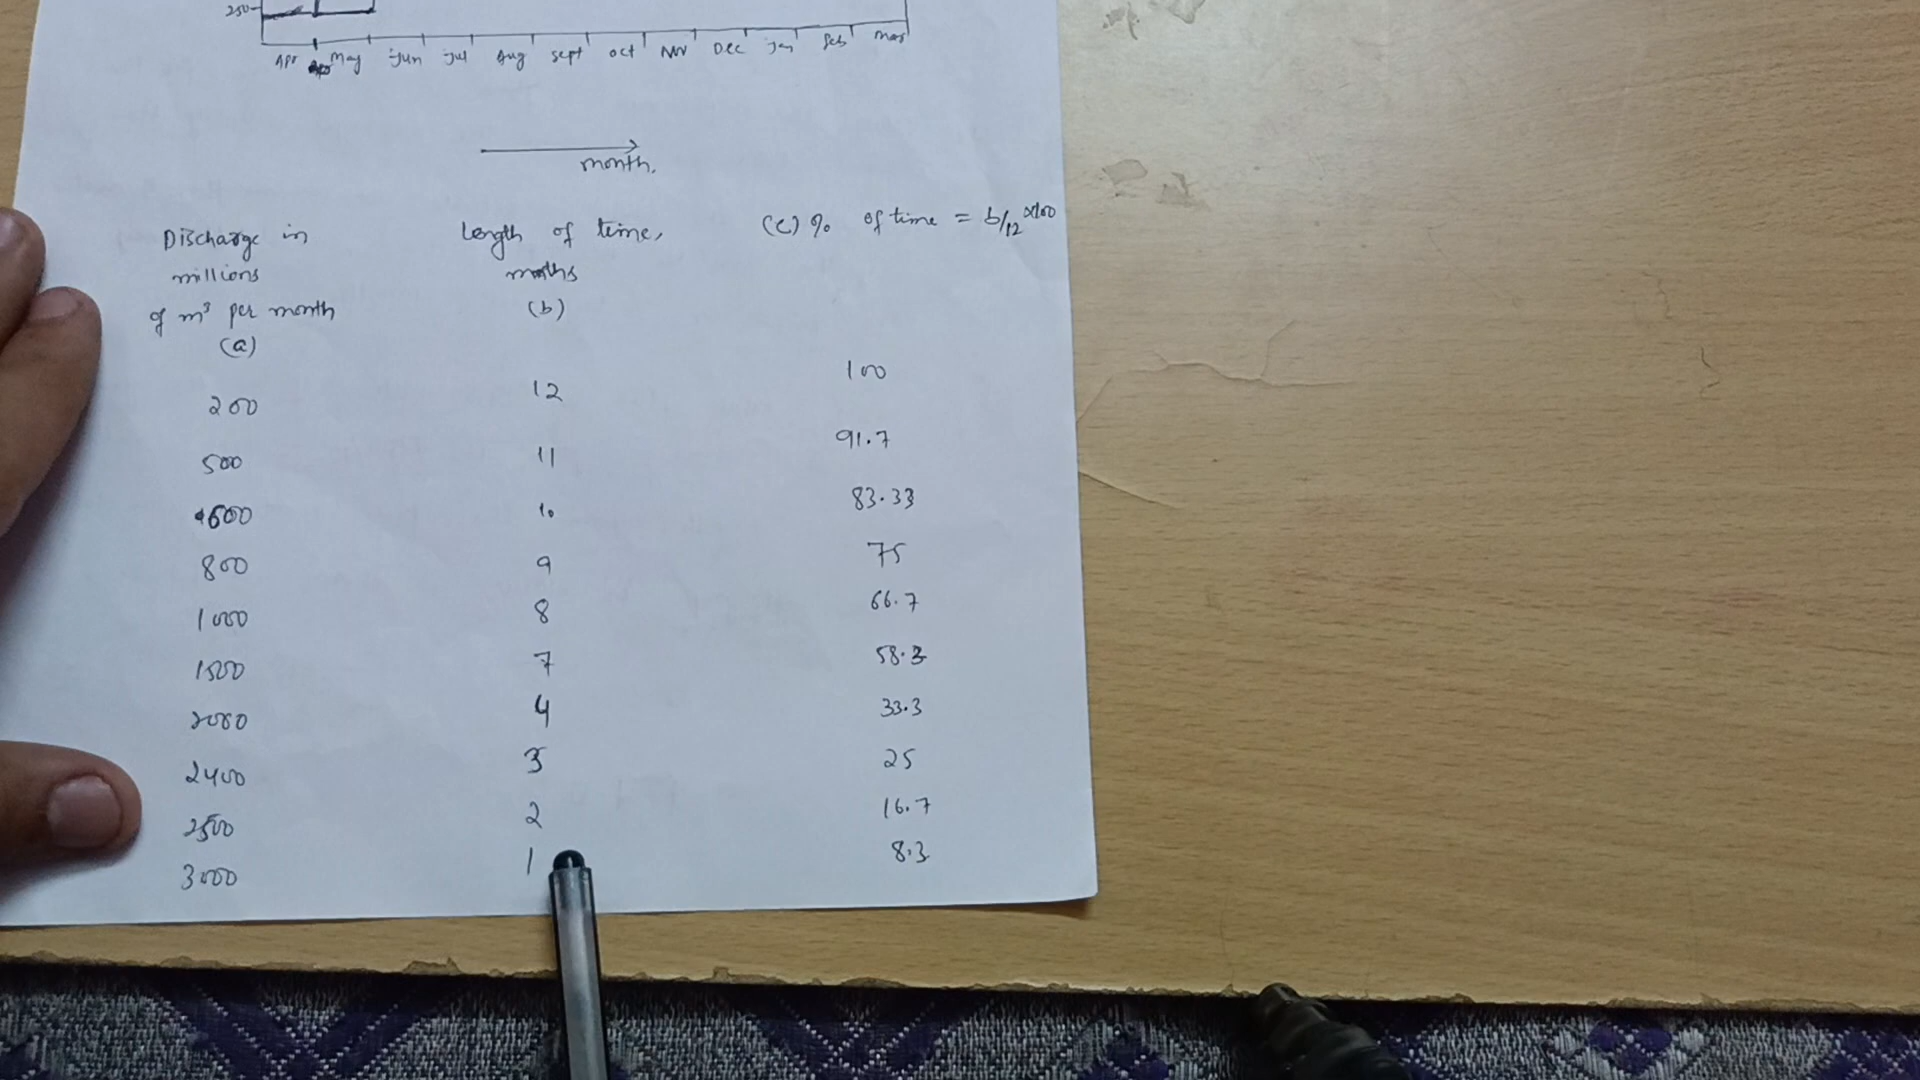 250
Apr May Jun Jul Aug sept oct Nov Dec Jan Feb Mar
month.
Discharge in millions of m³ per month (a)
Length of time, months (b)
(c) % of time = b/12 x100
200 12 100
500 11 91.7
600 10 83.33
800 9 75
1000 8 66.7
1500 7 58.3
2000 4 33.3
2400 3 25
2500 2 16.7
3000 1 8.3